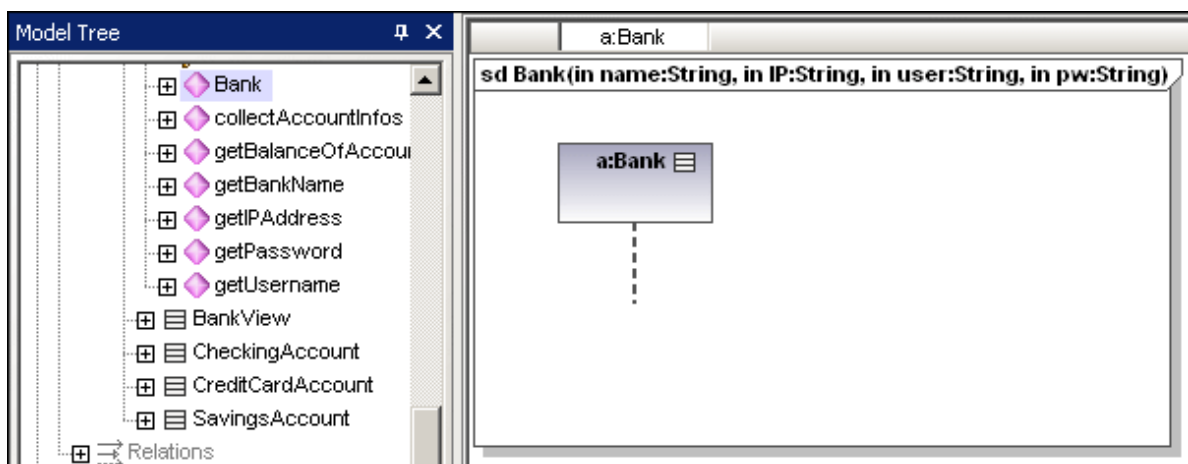 Model Tree
Bank
collectAccountInfos
getBalanceOfAccou
getBankName
getIPAddress
getPassword
getUsername
BankView
CheckingAccount
CreditCardAccount
SavingsAccount
Relations
a:Bank
sd Bank(in name:String, in IP:String, in user:String, in pw:String)
a:Bank